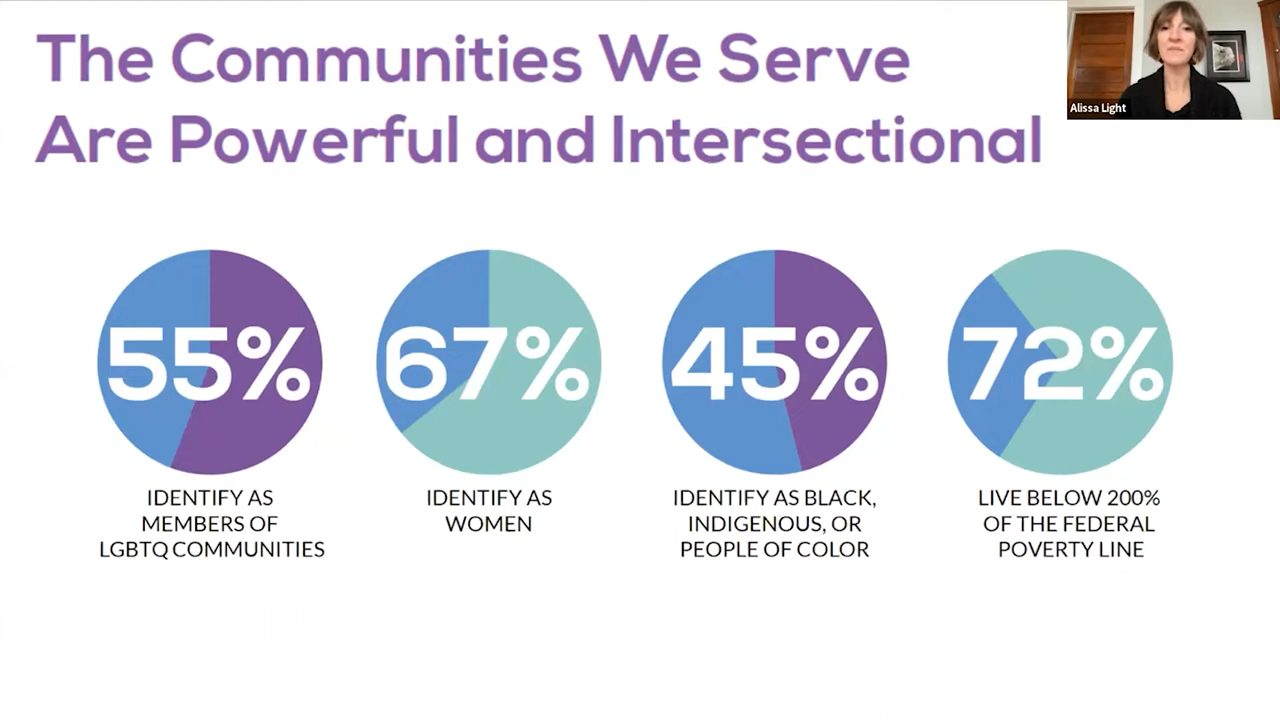 The Communities We Serve
Are Powerful and Intersectional
Alissa Light
55%
67%
45%
72%
IDENTIFY AS
MEMBERS OF
LGBTQ COMMUNITIES
IDENTIFY AS
WOMEN
IDENTIFY AS BLACK,
INDIGENOUS, OR
PEOPLE OF COLOR
LIVE BELOW 200%
OF THE FEDERAL
POVERTY LINE